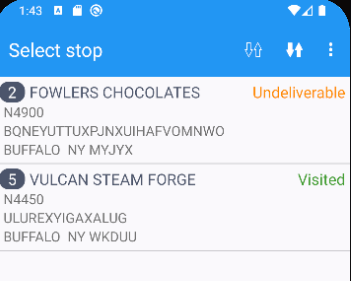 1:43 A
Select stop
2 FOWLERS CHOCOLATES Undeliverable
N4900
BQNEYUTTUXPJNXUIHAFVOMNWO
BUFFALO NY MYJYX
5 VULCAN STEAM FORGE Visited
N4450
ULUREXYIGAXALUG
BUFFALO NY WKDUU